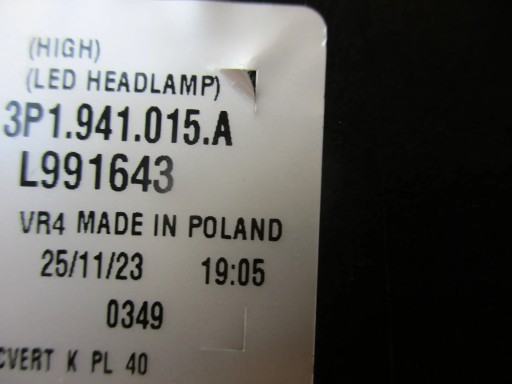 (HIGH)
(LED HEADLAMP)
3P1.941.015.A
L991643
VR4 MADE IN POLAND
25/11/23 19:05
0349
CVERT K PL 40